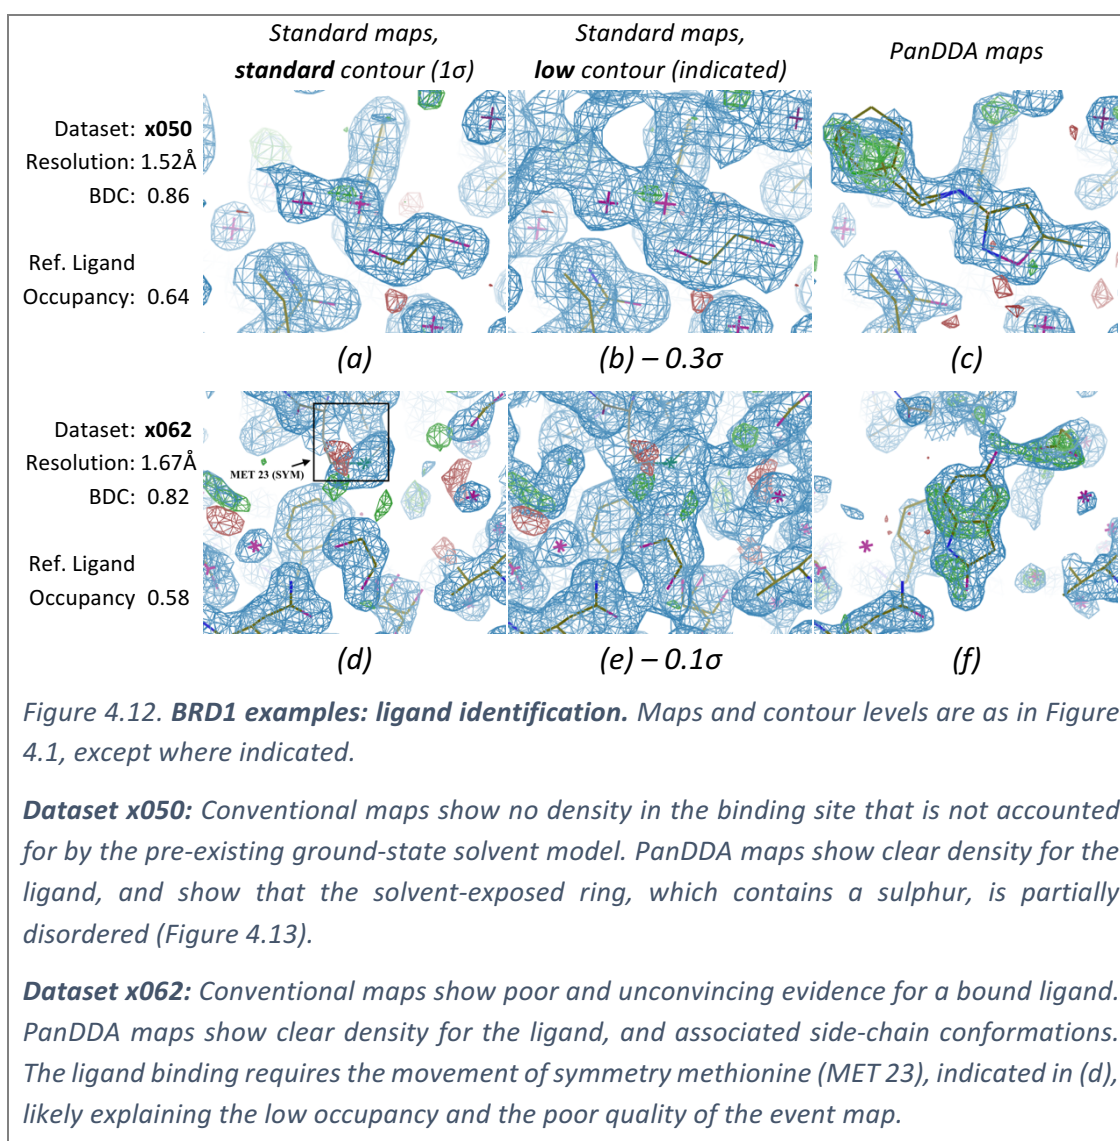 Standard maps,
standard contour (1σ)
Standard maps,
low contour (indicated)
PanDDA maps
Dataset: x050
Resolution: 1.52Å
BDC: 0.86
Ref. Ligand
Occupancy: 0.64
(a)
(b) – 0.3σ
(c)
Dataset: x062
Resolution: 1.67Å
BDC: 0.82
Ref. Ligand
Occupancy 0.58
MET 23 (SYM)
(d)
(e) – 0.1σ
(f)
Figure 4.12. BRD1 examples: ligand identification. Maps and contour levels are as in Figure
4.1, except where indicated.
Dataset x050: Conventional maps show no density in the binding site that is not accounted
for by the pre-existing ground-state solvent model. PanDDA maps show clear density for the
ligand, and show that the solvent-exposed ring, which contains a sulphur, is partially
disordered (Figure 4.13).
Dataset x062: Conventional maps show poor and unconvincing evidence for a bound ligand.
PanDDA maps show clear density for the ligand, and associated side-chain conformations.
The ligand binding requires the movement of symmetry methionine (MET 23), indicated in (d),
likely explaining the low occupancy and the poor quality of the event map.